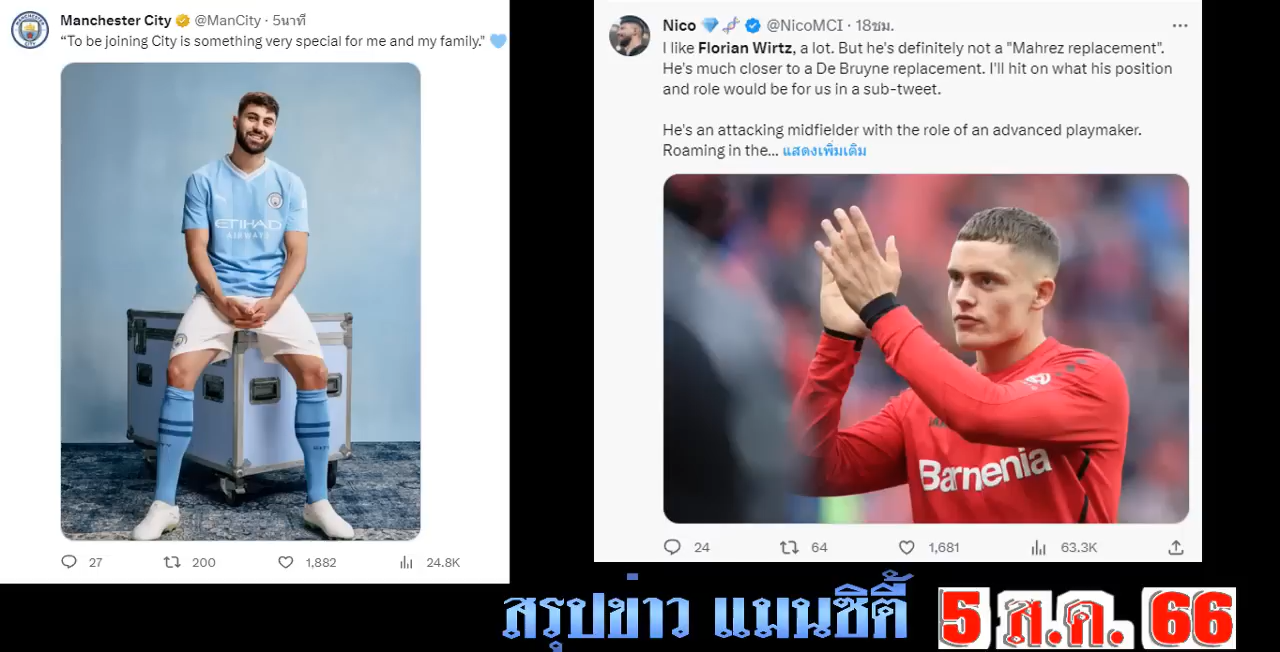 Manchester City @ManCity · 5นาที
“To be joining City is something very special for me and my family.” 🩵
MANCHESTER
CITY
ETIHAD
AIRWAYS
27 200 1,882 24.8K
Nico 💎🧬 @NicoMCI · 18ชม.
I like Florian Wirtz, a lot. But he's definitely not a "Mahrez replacement".
He's much closer to a De Bruyne replacement. I'll hit on what his position
and role would be for us in a sub-tweet.
He's an attacking midfielder with the role of an advanced playmaker.
Roaming in the... แสดงเพิ่มเติม
Barmenia
24 64 1,681 63.3K
สรุปข่าว แมนซิตี้ 5 ส.ค. 66